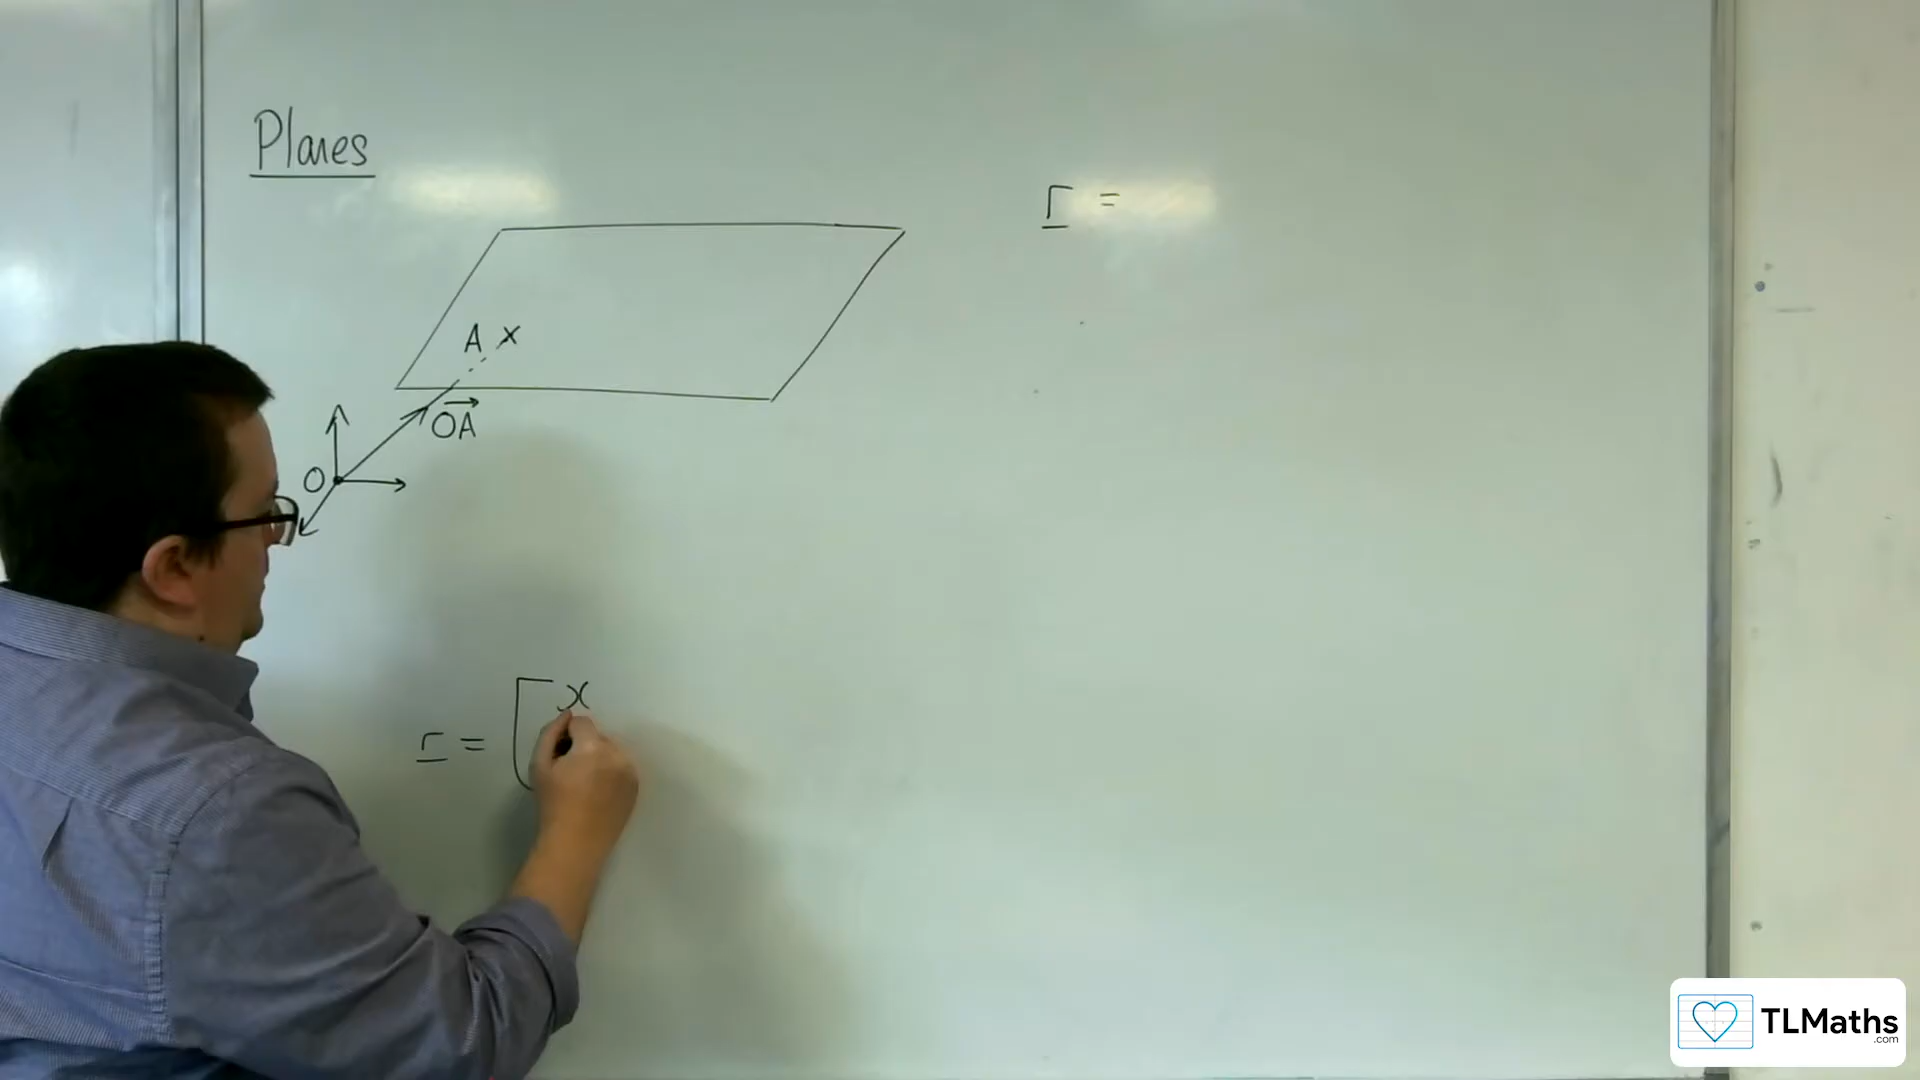 Planes
r =
A x
OA
O
r = [ x
TLMaths
.com